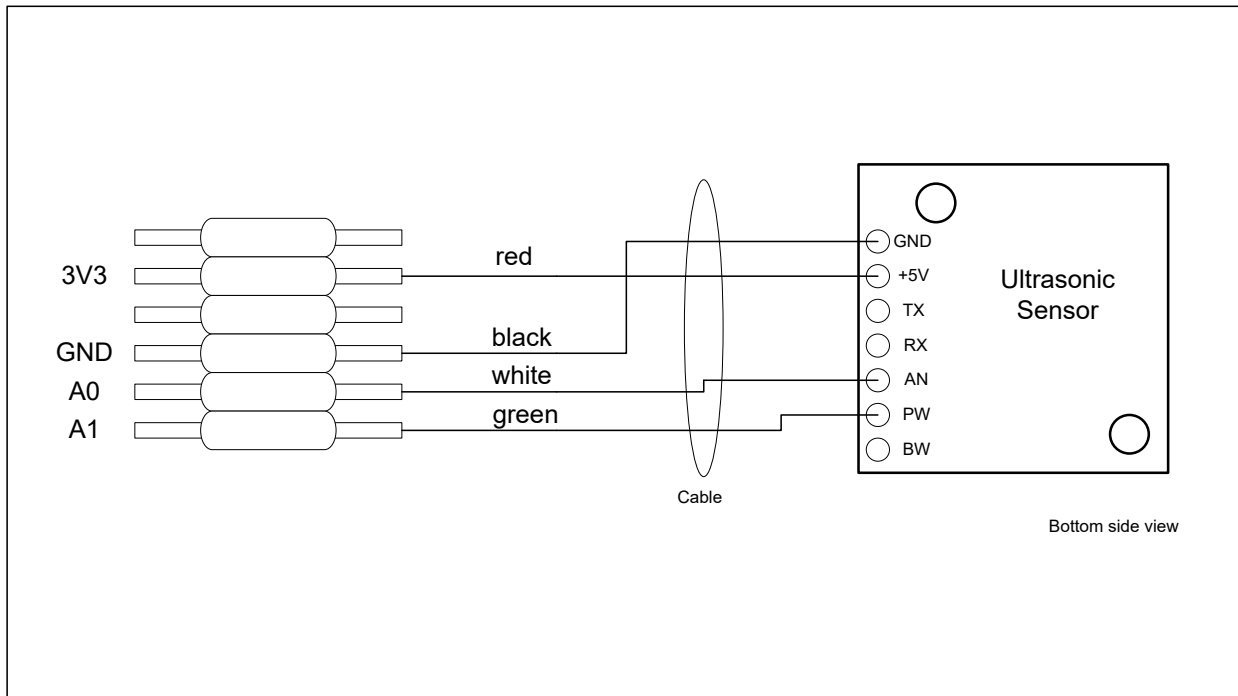 3V3
GND
A0
A1
red
black
white
green
Cable
GND
+5V
TX
RX
AN
PW
BW
Ultrasonic
Sensor
Bottom side view